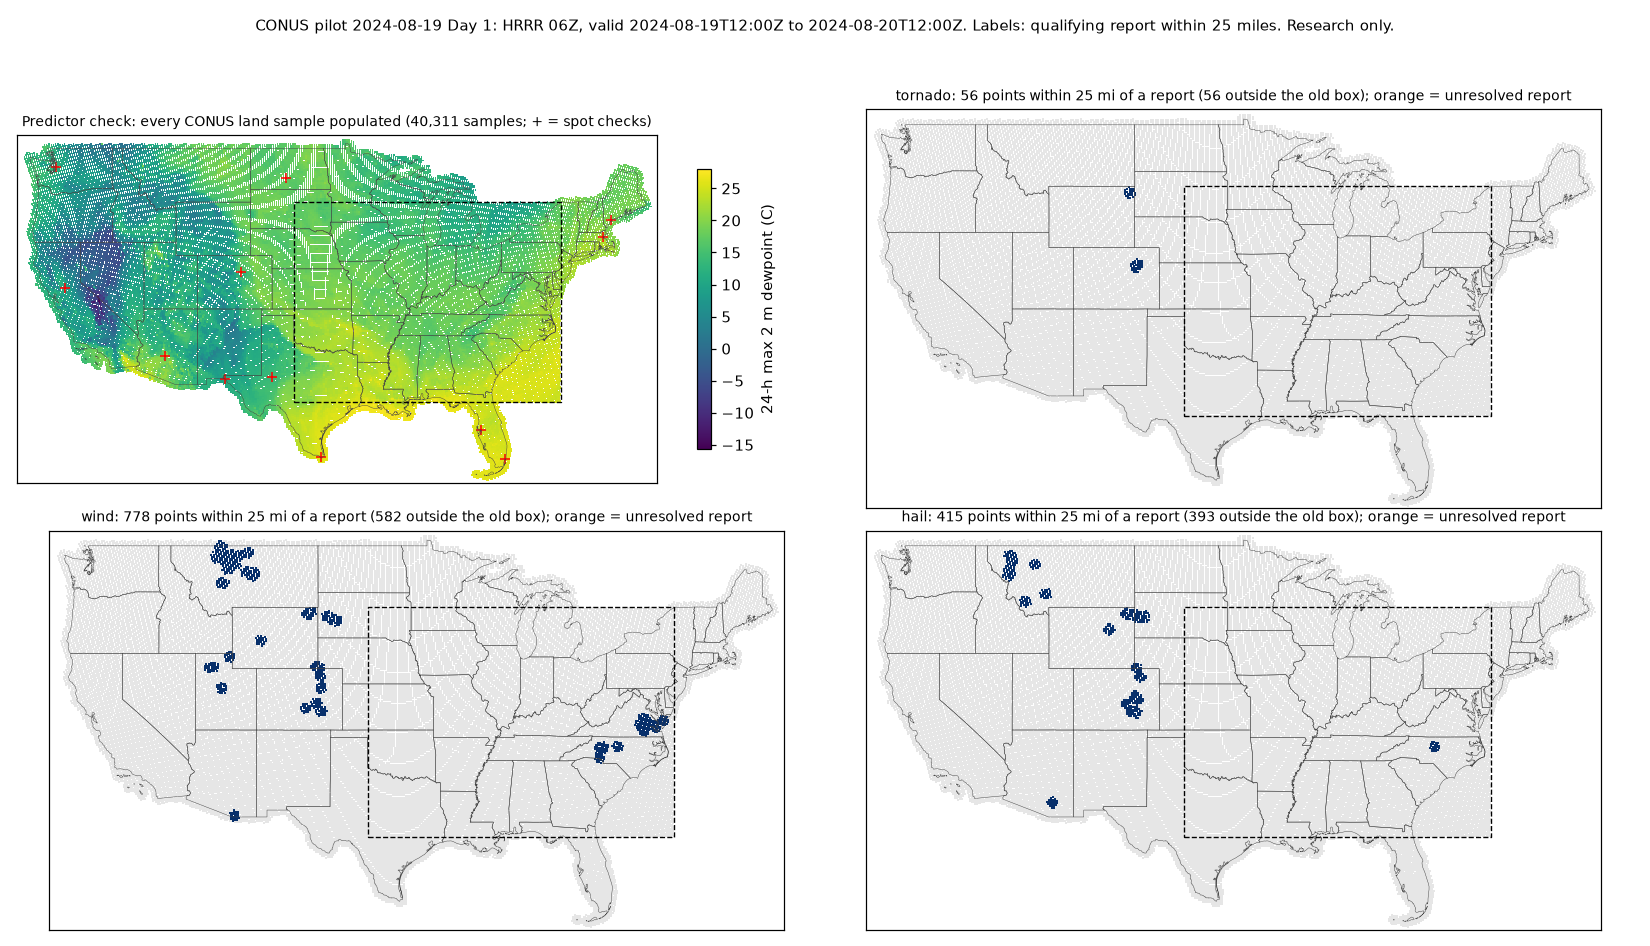 CONUS pilot 2024-08-19 Day 1: HRRR 06Z, valid 2024-08-19T12:00Z to 2024-08-20T12:00Z. Labels: qualifying report within 25 miles. Research only.
Predictor check: every CONUS land sample populated (40,311 samples; + = spot checks)
25
20
15
10
5
0
−5
−10
−15
24-h max 2 m dewpoint (C)
tornado: 56 points within 25 mi of a report (56 outside the old box); orange = unresolved report
wind: 778 points within 25 mi of a report (582 outside the old box); orange = unresolved report
hail: 415 points within 25 mi of a report (393 outside the old box); orange = unresolved report